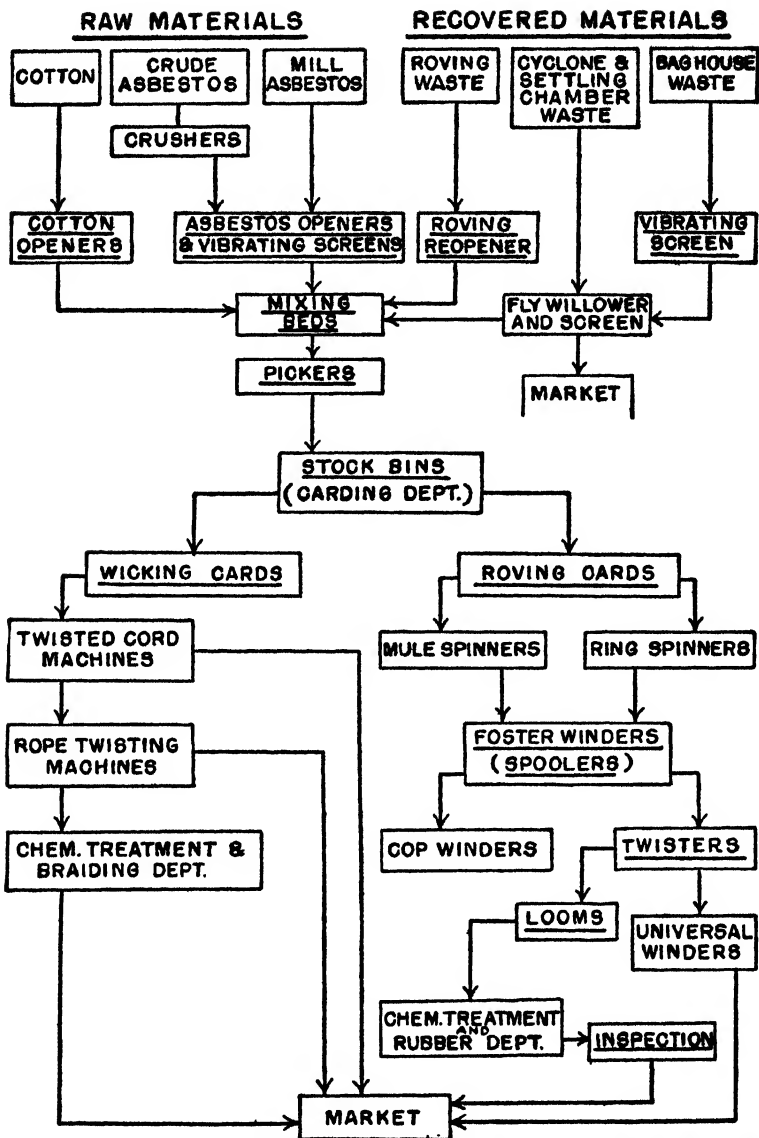 RAW MATERIALS
RECOVERED MATERIALS
COTTON
CRUDE
ASBESTOS
MILL
ASBESTOS
ROVING
WASTE
CYCLONE &
SETTLING
CHAMBER
WASTE
BAG HOUSE
WASTE
CRUSHERS
COTTON
OPENERS
ASBESTOS OPENERS
& VIBRATING SCREENS
ROVING
REOPENER
VIBRATING
SCREEN
MIXING
BEDS
FLY WILLOWER
AND SCREEN
PICKERS
MARKET
STOCK BINS
(CARDING DEPT.)
WICKING CARDS
ROVING CARDS
TWISTED CORD
MACHINES
MULE SPINNERS
RING SPINNERS
ROPE TWISTING
MACHINES
FOSTER WINDERS
(SPOOLERS)
CHEM. TREATMENT &
BRAIDING DEPT.
COP WINDERS
TWISTERS
LOOMS
UNIVERSAL
WINDERS
CHEM. TREATMENT
AND
RUBBER DEPT.
INSPECTION
MARKET